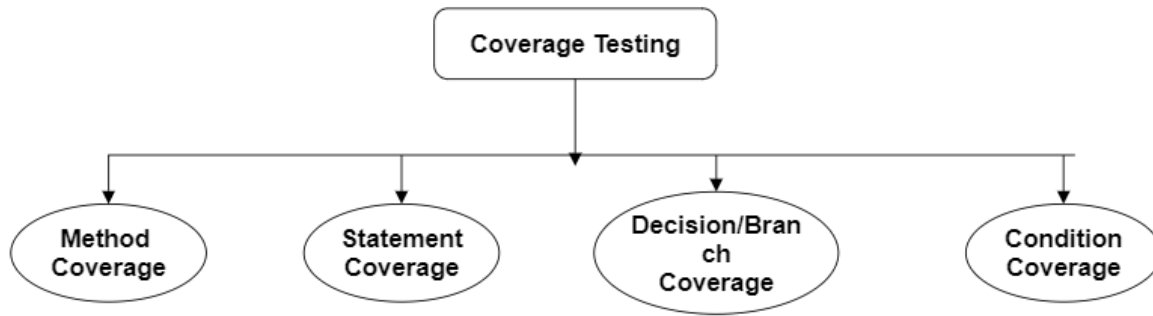 Coverage Testing
Method
Coverage
Statement
Coverage
Decision/Bran
ch
Coverage
Condition
Coverage